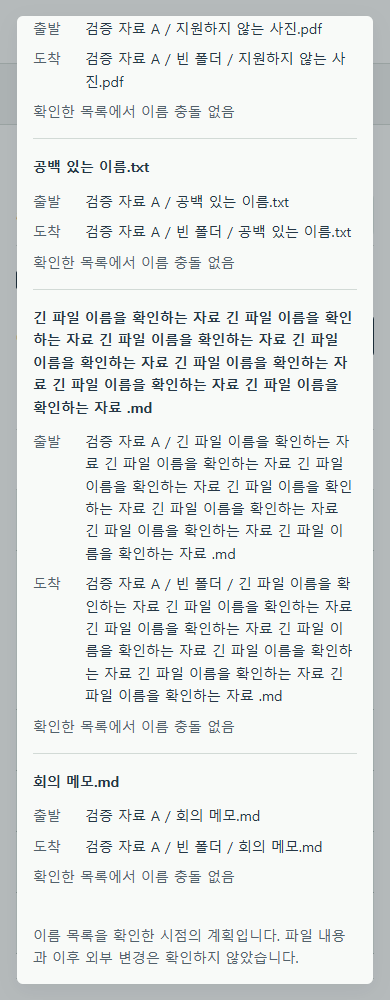 출발 검증 자료 A / 지원하지 않는 사진.pdf
도착 검증 자료 A / 빈 폴더 / 지원하지 않는 사
진.pdf
확인한 목록에서 이름 충돌 없음
공백 있는 이름.txt
출발 검증 자료 A / 공백 있는 이름.txt
도착 검증 자료 A / 빈 폴더 / 공백 있는 이름.txt
확인한 목록에서 이름 충돌 없음
긴 파일 이름을 확인하는 자료 긴 파일 이름을 확인
하는 자료 긴 파일 이름을 확인하는 자료 긴 파일
이름을 확인하는 자료 긴 파일 이름을 확인하는 자
료 긴 파일 이름을 확인하는 자료 긴 파일 이름을
확인하는 자료 .md
출발 검증 자료 A / 긴 파일 이름을 확인하는 자
료 긴 파일 이름을 확인하는 자료 긴 파일
이름을 확인하는 자료 긴 파일 이름을 확인
하는 자료 긴 파일 이름을 확인하는 자료
긴 파일 이름을 확인하는 자료 긴 파일 이
름을 확인하는 자료 .md
도착 검증 자료 A / 빈 폴더 / 긴 파일 이름을 확
인하는 자료 긴 파일 이름을 확인하는 자료
긴 파일 이름을 확인하는 자료 긴 파일 이
름을 확인하는 자료 긴 파일 이름을 확인하
는 자료 긴 파일 이름을 확인하는 자료 긴
파일 이름을 확인하는 자료 .md
확인한 목록에서 이름 충돌 없음
회의 메모.md
출발 검증 자료 A / 회의 메모.md
도착 검증 자료 A / 빈 폴더 / 회의 메모.md
확인한 목록에서 이름 충돌 없음
이름 목록을 확인한 시점의 계획입니다. 파일 내용
과 이후 외부 변경은 확인하지 않았습니다.